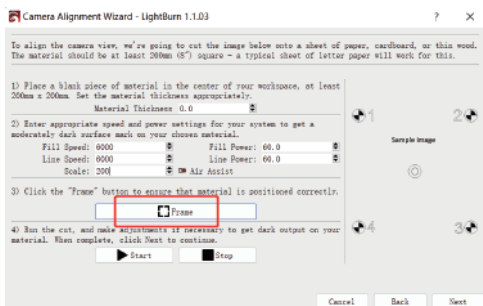 Camera Alignment Wizard - LightBurn 1.1.03
To align the camera view, we're going to cut the image below onto a sheet of paper, cardboard, or thin wood.
The material should be at least 200mm (8") square - a typical sheet of letter paper will work for this.
1) Place a blank piece of material in the center of your workspace, at least
200mm x 200mm. Set the material thickness appropriately.
Material Thickness 0.0
2) Enter appropriate speed and power settings for your system to get a
moderately dark surface mark on your chosen material.
Fill Speed: 6000 Fill Power: 60.0
Line Speed: 6000 Line Power: 60.0
Scale: 200 Air Assist
3) Click the "Frame" button to ensure that material is positioned correctly.
Frame
4) Run the cut, and make adjustments if necessary to get dark output on your
material. When complete, click Next to continue.
Start Stop
1 2
Sample image
4 3
Cancel Back Next